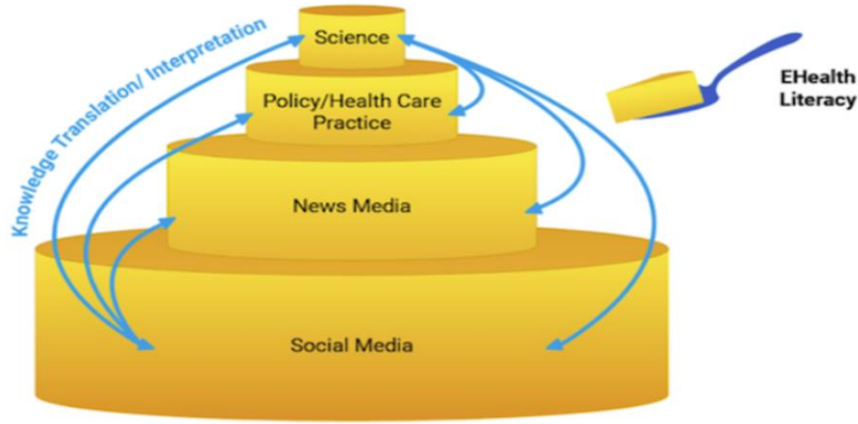 Science
Policy/Health Care
Practice
News Media
Social Media
Knowledge Translation/ Interpretation
EHealth
Literacy